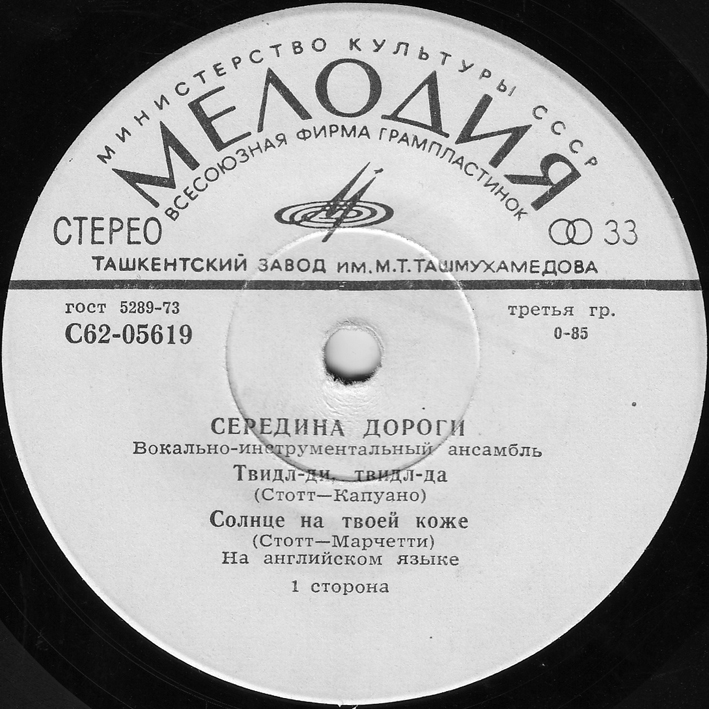 МИНИСТЕРСТВО КУЛЬТУРЫ СССР
МЕЛОДИЯ
ВСЕСОЮЗНАЯ ФИРМА ГРАМПЛАСТИНОК
СТЕРЕО 33
ТАШКЕНТСКИЙ ЗАВОД ИМ. М.Т. ТАШМУХАМЕДОВА
гост 5289-73 третья гр.
С62-05619 0-85
СЕРЕДИНА ДОРОГИ
Вокально-инструментальный ансамбль
Твидл-ди, твидл-да
(Стотт—Капуано)
Солнце на твоей коже
(Стотт—Марчетти)
На английском языке
1 сторона